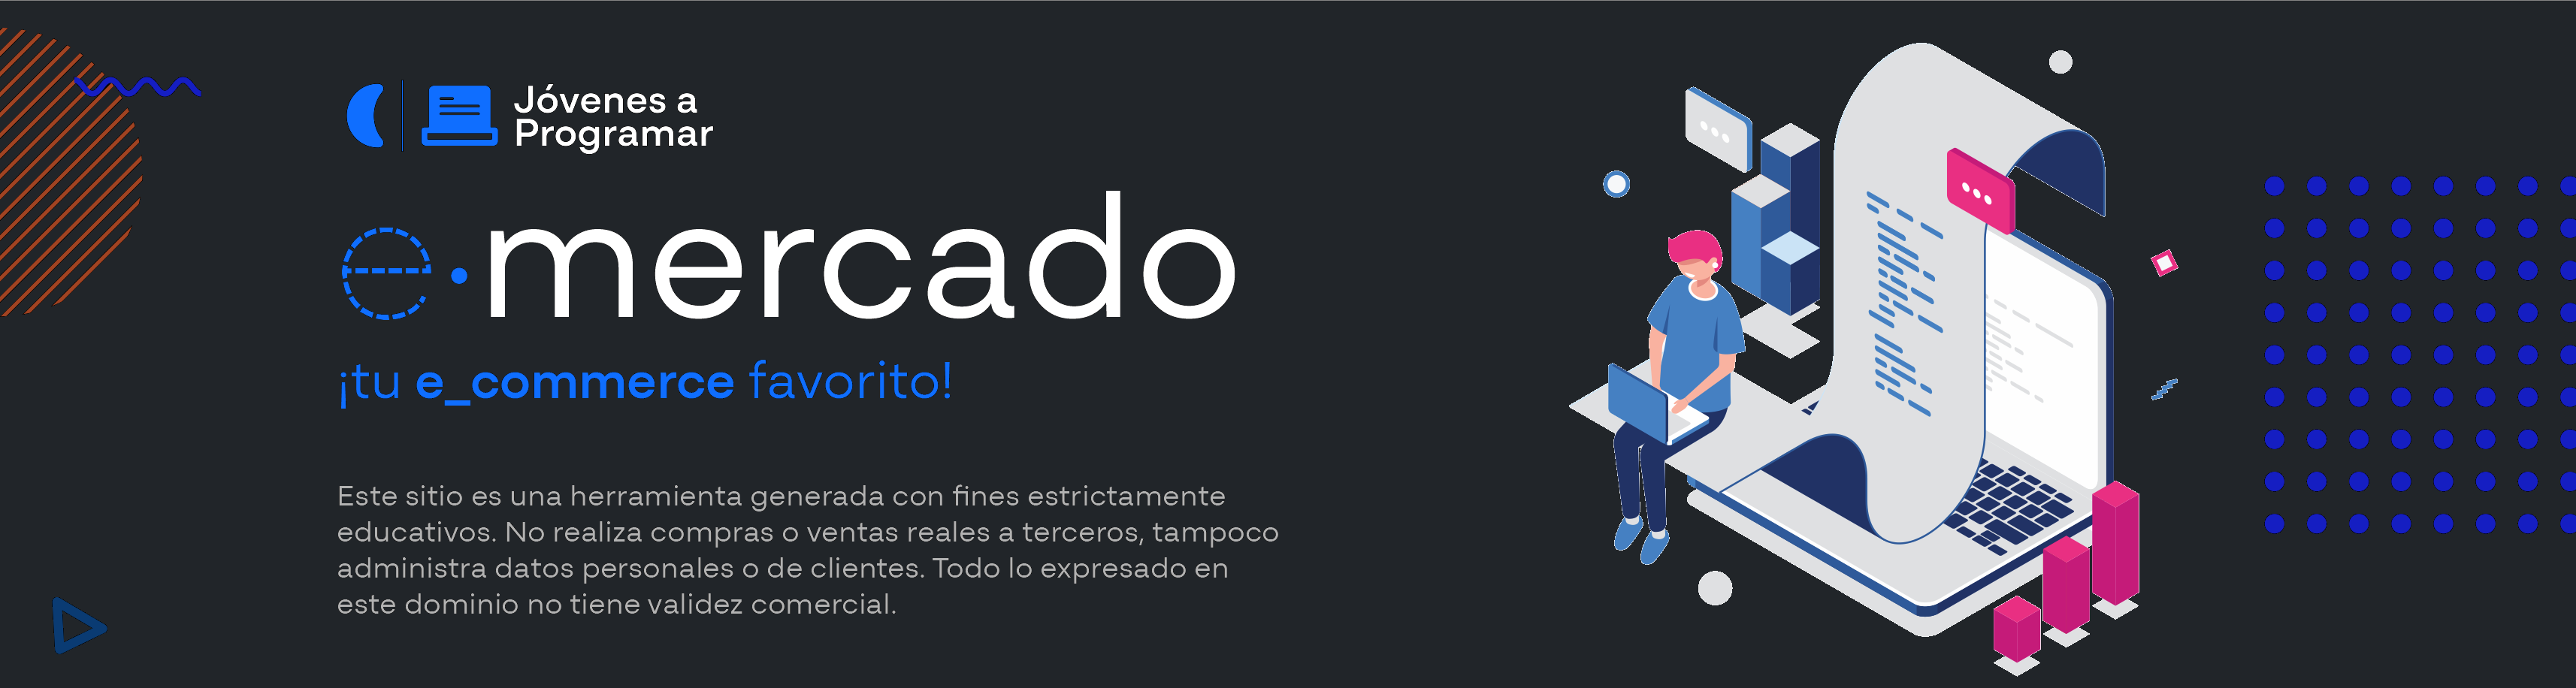 Jóvenes a
Programar
e·mercado
¡tu e_commerce favorito!
Este sitio es una herramienta generada con fines estrictamente
educativos. No realiza compras o ventas reales a terceros, tampoco
administra datos personales o de clientes. Todo lo expresado en
este dominio no tiene validez comercial.